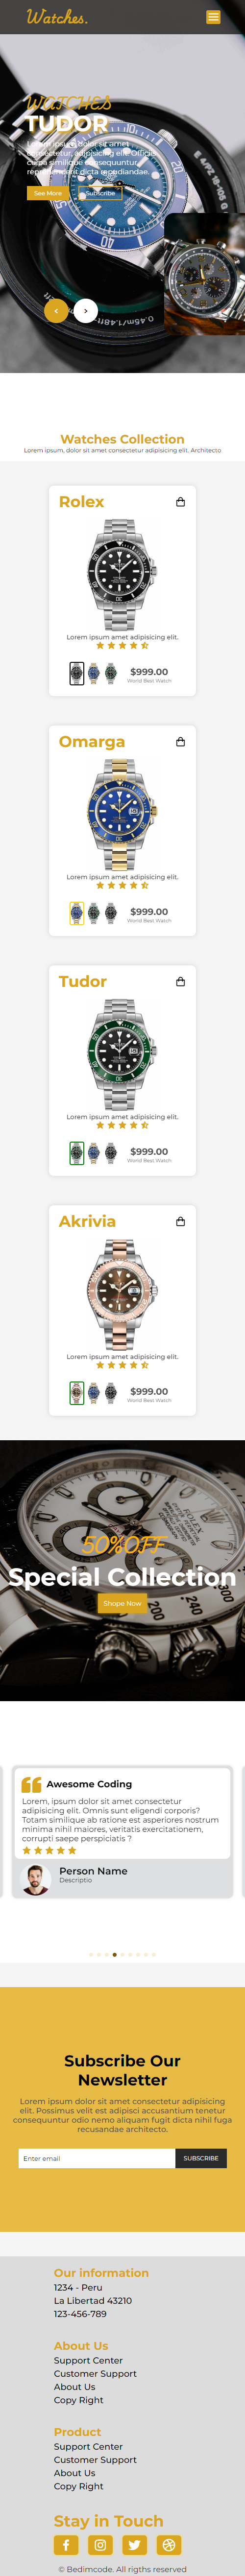 Watches.
WATCHES
TUDOR
Lorem ipsum dolor sit amet
consectetur, adipisicing elit. Officia,
culpa similique consequuntur,
reprehenderit dicta repudiandae.
See More
Subscribe
Watches Collection
Lorem ipsum, dolor sit amet consectetur adipisicing elit. Architecto
Rolex
Lorem ipsum amet adipisicing elit.
$999.00
World Best Watch
Omarga
Lorem ipsum amet adipisicing elit.
$999.00
World Best Watch
Tudor
Lorem ipsum amet adipisicing elit.
$999.00
World Best Watch
Akrivia
Lorem ipsum amet adipisicing elit.
$999.00
World Best Watch
50%OFF
Special Collection
Shope Now
Awesome Coding
Lorem, ipsum dolor sit amet consectetur
adipisicing elit. Omnis sunt eligendi corporis?
Totam similique ab ratione est asperiores nostrum
minima nihil maiores, veritatis exercitationem,
corrupti saepe perspiciatis ?
Person Name
Descriptio
Subscribe Our
Newsletter
Lorem ipsum dolor sit amet consectetur adipisicing
elit. Possimus velit est adipisci accusantium tenetur
consequuntur odio nemo aliquam fugit dicta nihil fuga
recusandae architecto.
Enter email
SUBSCRIBE
Our information
1234 - Peru
La Libertad 43210
123-456-789
About Us
Support Center
Customer Support
About Us
Copy Right
Product
Support Center
Customer Support
About Us
Copy Right
Stay in Touch
© Bedimcode. All rigths reserved